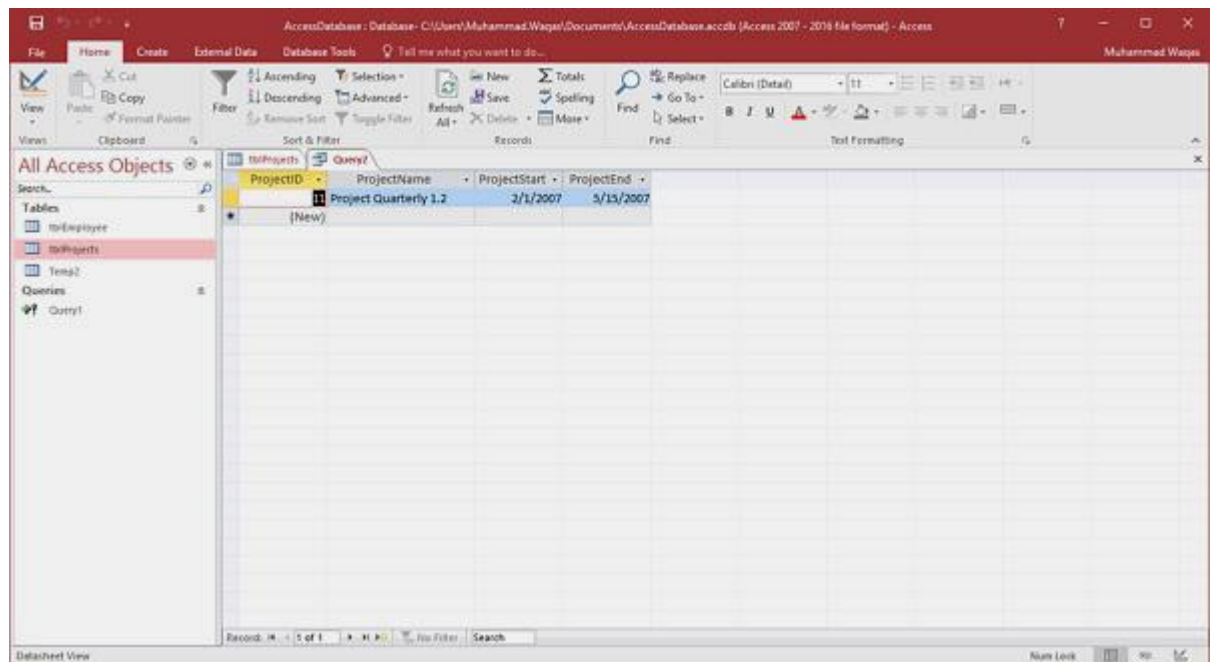 AccessDatabase : Database- C:\Users\Muhammad.Waqas\Documents\AccessDatabase.accdb (Access 2007 - 2016 file format) - Access
?
File Home Create External Data Database Tools Tell me what you want to do... Muhammad Waqas
View
Paste
Cut
Copy
Format Painter
Filter
Ascending
Descending
Remove Sort
Selection
Advanced
Toggle Filter
Refresh All
New
Save
Delete
Totals
Spelling
More
Find
Replace
Go To
Select
Calibri (Detail) 11
B I U A
Views Clipboard Sort & Filter Records Find Text Formatting
All Access Objects
Search...
Tables
tblEmployee
tblProjects
Temp2
Queries
Query1
tblProjects Query2
ProjectID ProjectName ProjectStart ProjectEnd
11 Project Quarterly 1.2 2/1/2007 5/15/2007
* (New)
Record: 1 of 1 No Filter Search
Datasheet View Num Lock SQL